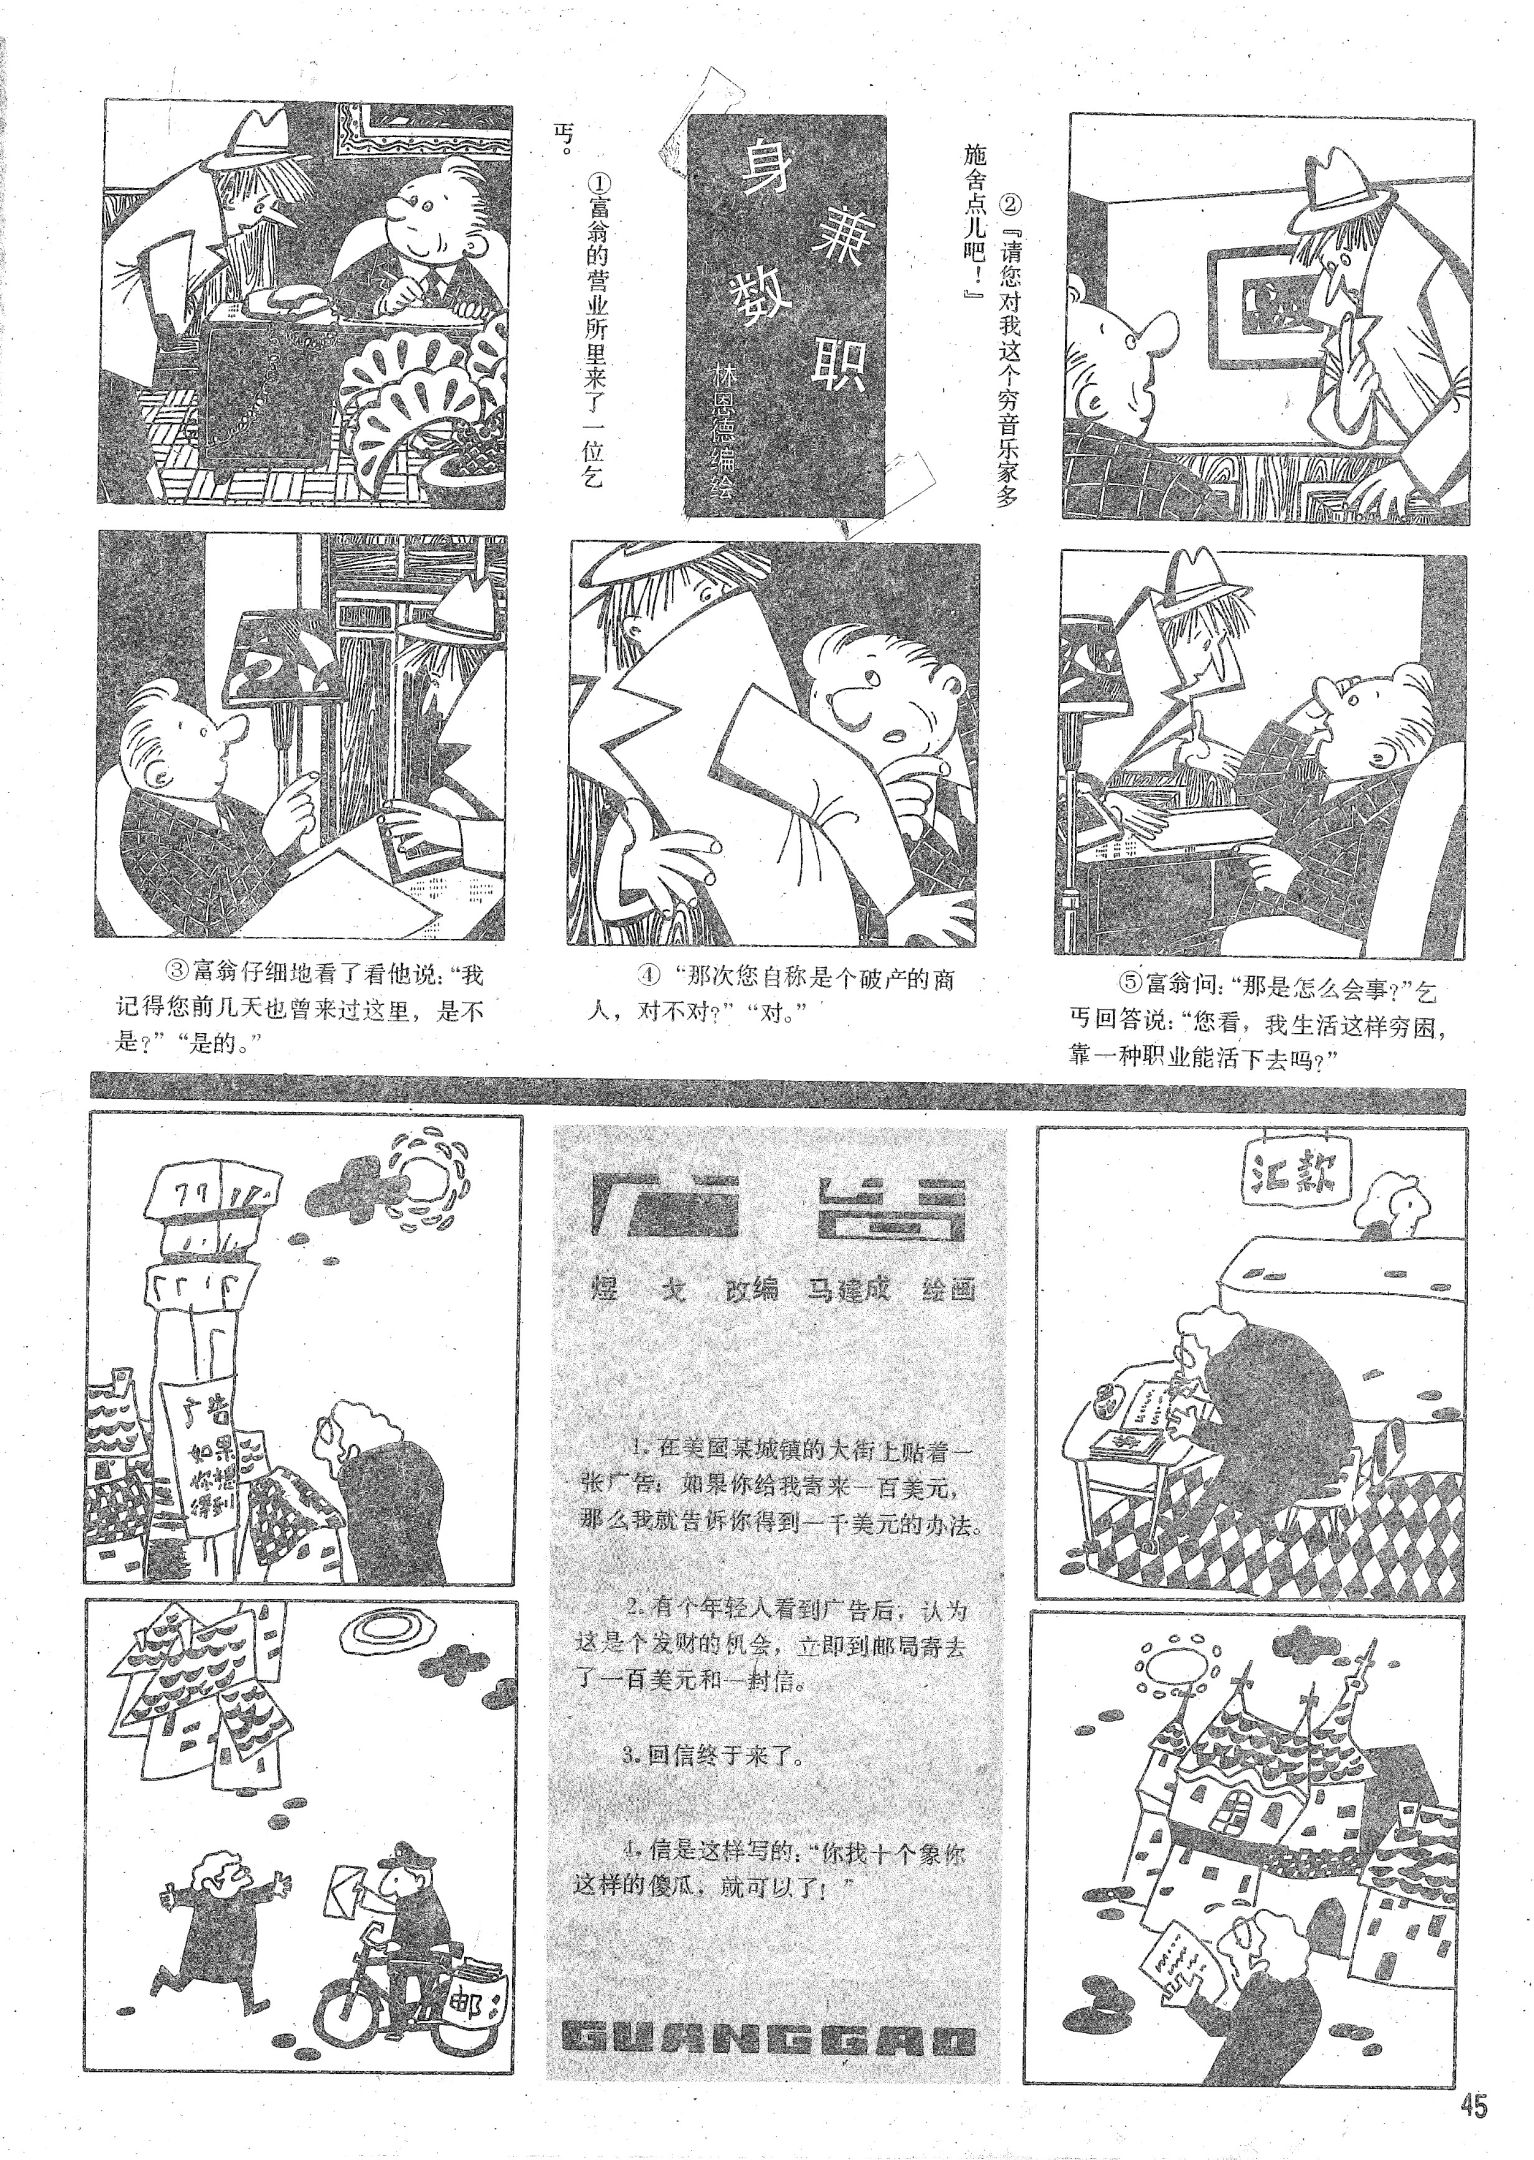 身兼数职
林恩德编绘
①富翁的营业所里来了一位乞
丐。
②『请您对我这个穷音乐家多
施舍点儿吧！』
③富翁仔细地看了看他说：“我
记得您前几天也曾来过这里，是不
是？”“是的。”
④“那次您自称是个破产的商
人，对不对？”“对。”
⑤富翁问：“那是怎么会事？”乞
丐回答说：“您看，我生活这样穷困，
靠一种职业能活下去吗？”
广告
煜戈 改编 马建成 绘画
1.在美国某城镇的大街上贴着一
张广告：如果你给我寄来一百美元，
那么我就告诉你得到一千美元的办法。
2.有个年轻人看到广告后，认为
这是个发财的机会，立即到邮局寄去
了一百美元和一封信。
3.回信终于来了。
4.信是这样写的：“你找十个象你
这样的傻瓜，就可以了！”
GUANGGAO
广告
如果
你想
得到
汇款
邮
45